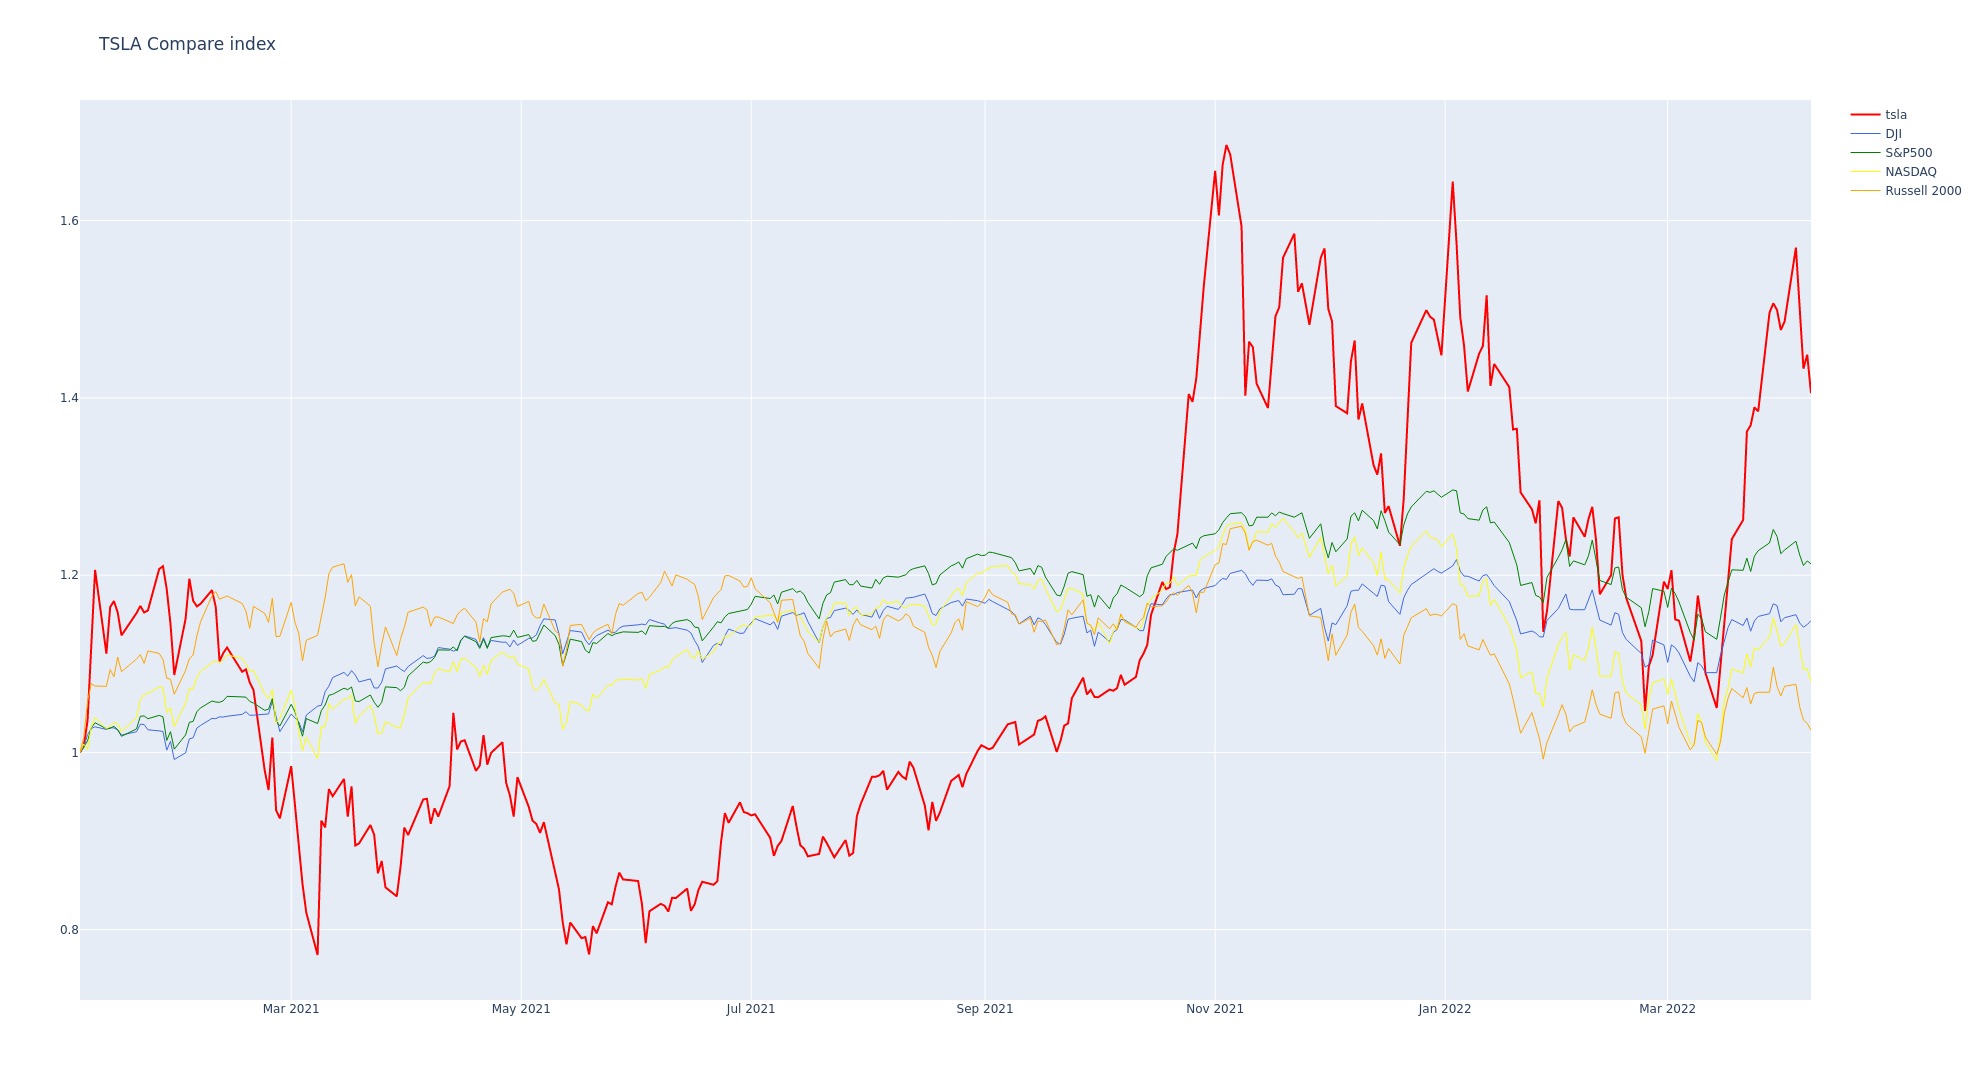 TSLA Compare index
tsla
DJI
S&P500
NASDAQ
Russell 2000
1.6
1.4
1.2
1
0.8
Mar 2021
May 2021
Jul 2021
Sep 2021
Nov 2021
Jan 2022
Mar 2022